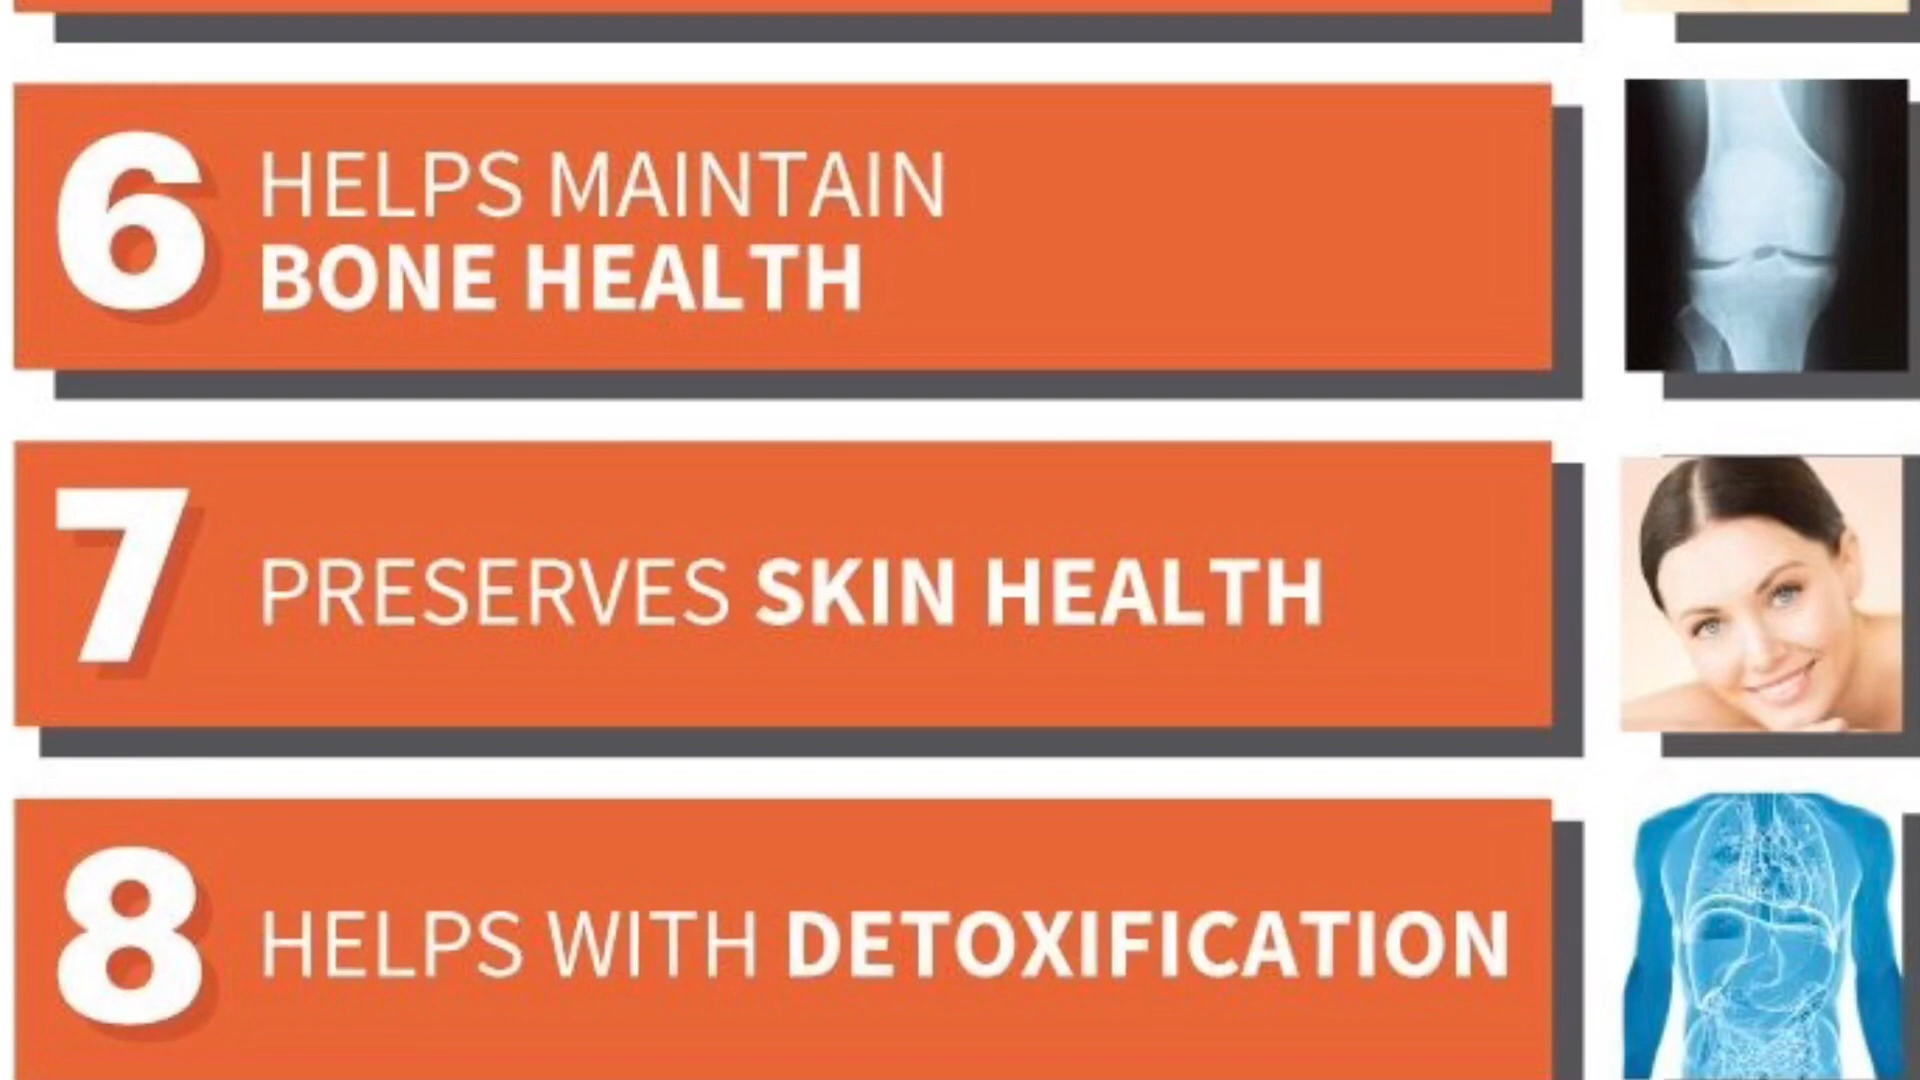 6
HELPS MAINTAIN
BONE HEALTH
7
PRESERVES SKIN HEALTH
8
HELPS WITH DETOXIFICATION